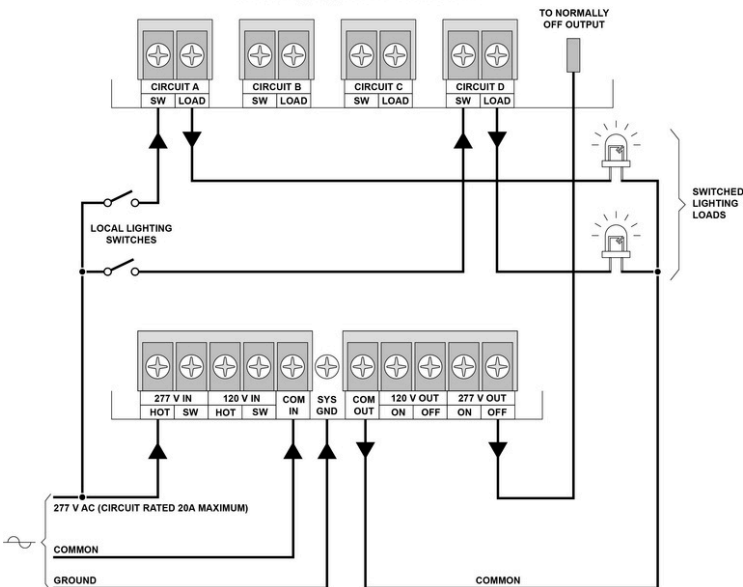 TO NORMALLY
OFF OUTPUT
CIRCUIT A CIRCUIT B CIRCUIT C CIRCUIT D
SW LOAD SW LOAD SW LOAD SW LOAD
SWITCHED
LIGHTING
LOADS
LOCAL LIGHTING
SWITCHES
277 V IN 120 V IN COM IN SYS GND COM OUT 120 V OUT 277 V OUT
HOT SW HOT SW ON OFF ON OFF
277 V AC (CIRCUIT RATED 20A MAXIMUM)
COMMON
GROUND COMMON